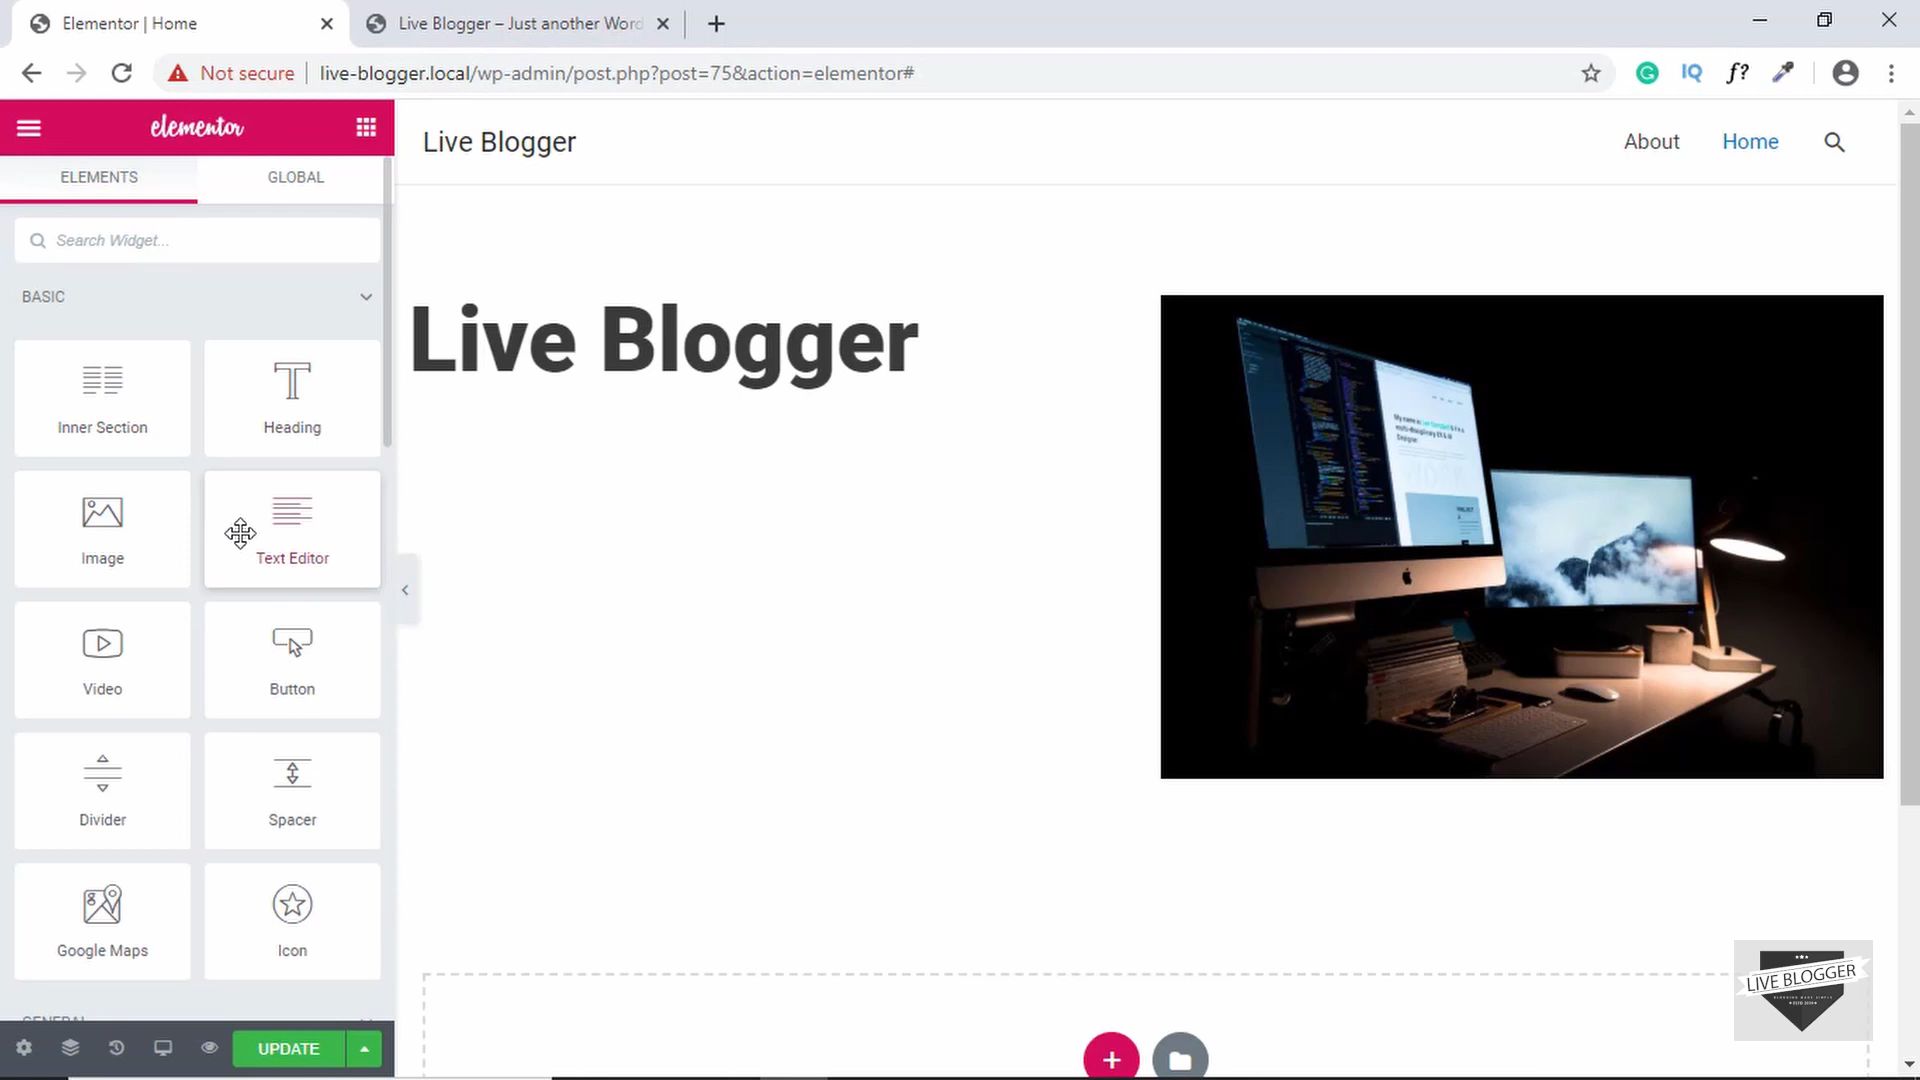 Elementor | Home
Live Blogger – Just another Word
Not secure
live-blogger.local/wp-admin/post.php?post=75&action=elementor#
IQ
f?
elementor
ELEMENTS
GLOBAL
Search Widget...
BASIC
Inner Section
Heading
Image
Text Editor
Video
Button
Divider
Spacer
Google Maps
Icon
GENERAL
UPDATE
Live Blogger
About
Home
Live Blogger
LIVE BLOGGER